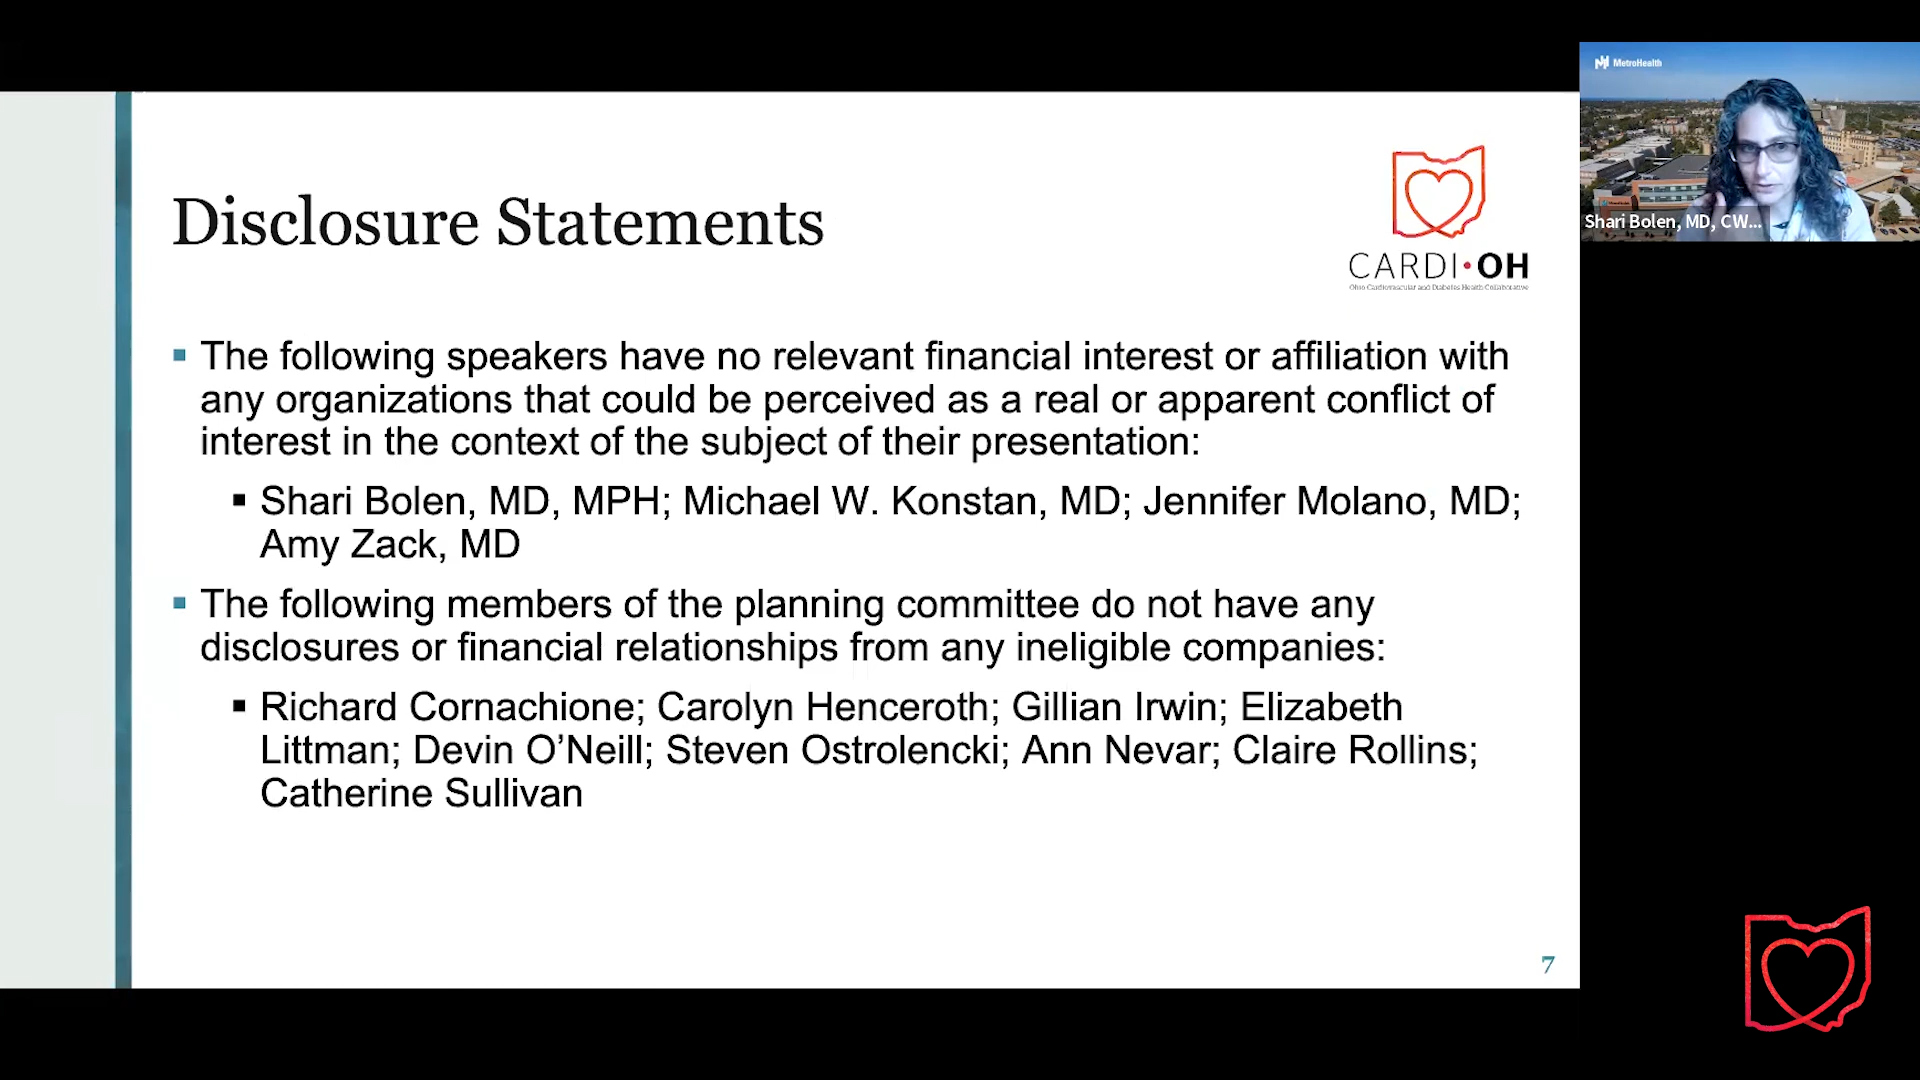 Disclosure Statements
CARDI•OH
Ohio Cardiovascular and Diabetes Health Collaborative
▪ The following speakers have no relevant financial interest or affiliation with
any organizations that could be perceived as a real or apparent conflict of
interest in the context of the subject of their presentation:
▪ Shari Bolen, MD, MPH; Michael W. Konstan, MD; Jennifer Molano, MD;
Amy Zack, MD
▪ The following members of the planning committee do not have any
disclosures or financial relationships from any ineligible companies:
▪ Richard Cornachione; Carolyn Henceroth; Gillian Irwin; Elizabeth
Littman; Devin O’Neill; Steven Ostrolencki; Ann Nevar; Claire Rollins;
Catherine Sullivan
7
MetroHealth
Shari Bolen, MD, CW...